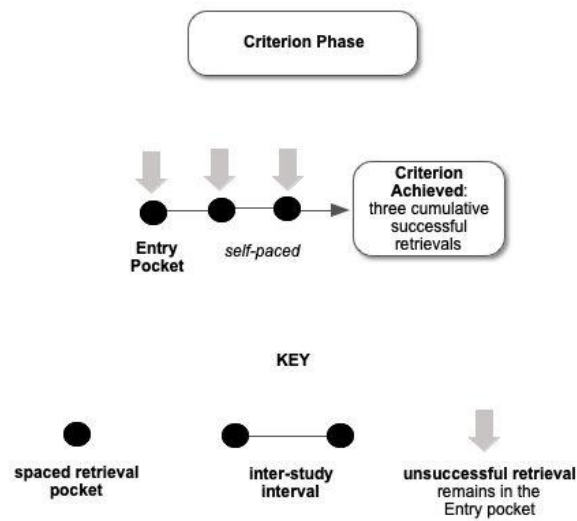 Criterion Phase
Criterion
Achieved:
three cumulative
successful
retrievals
Entry
Pocket
self-paced
KEY
spaced retrieval
pocket
inter-study
interval
unsuccessful retrieval
remains in the
Entry pocket